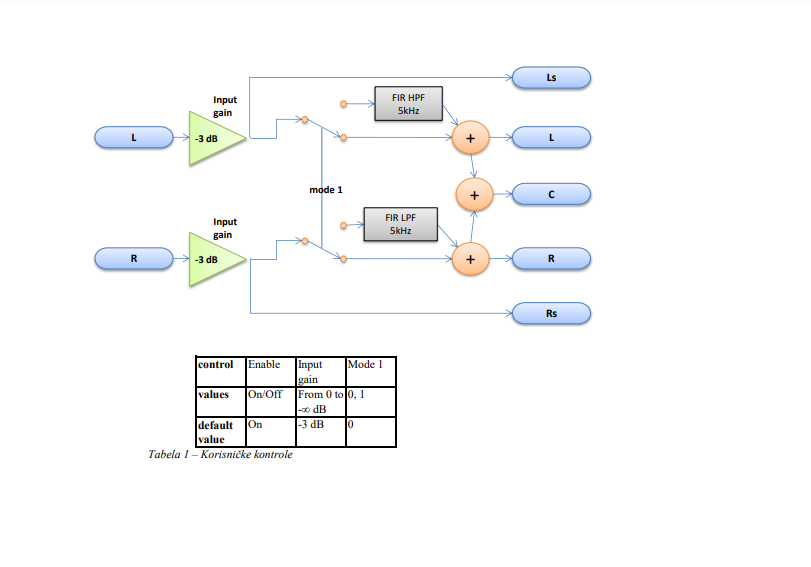 Ls
Input
gain
FIR HPF
5kHz
L
-3 dB
+
L
mode 1
+
C
Input
gain
FIR LPF
5kHz
R
-3 dB
+
R
Rs
control Enable Input gain Mode 1
values On/Off From 0 to -∞ dB 0, 1
default value On -3 dB 0
Tabela 1 – Korisničke kontrole